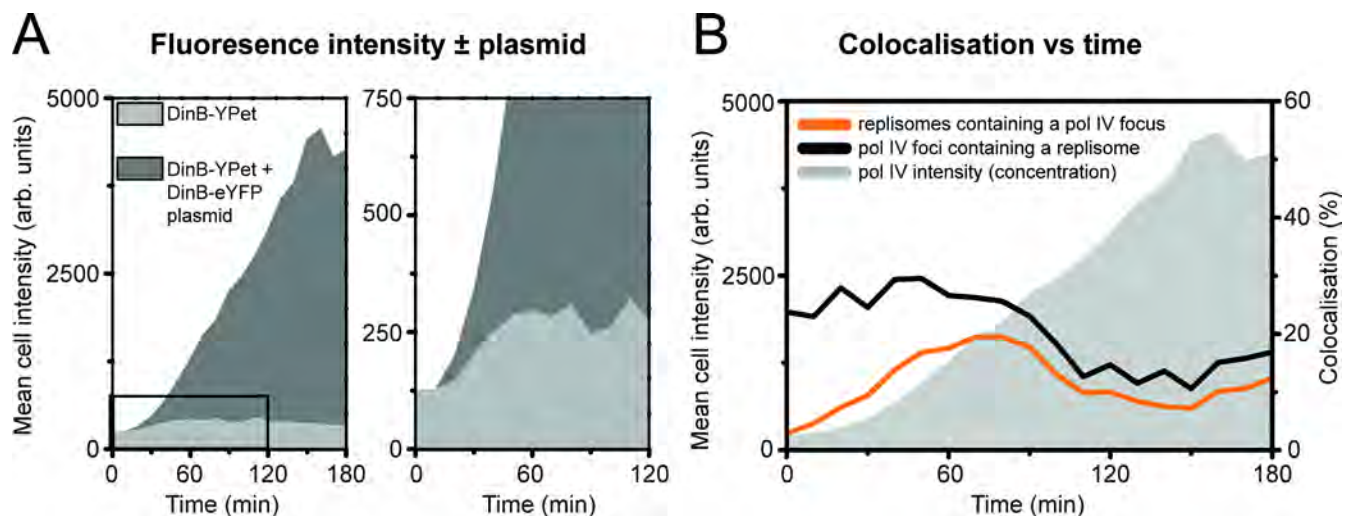 A
Fluoresence intensity ± plasmid
Mean cell intensity (arb. units)
5000
2500
0
DinB-YPet
DinB-YPet +
DinB-eYFP
plasmid
0
60
120
180
Time (min)
750
500
250
0
0
60
120
Time (min)
B
Colocalisation vs time
Mean cell intensity (arb. units)
5000
2500
0
replisomes containing a pol IV focus
pol IV foci containing a replisome
pol IV intensity (concentration)
60
40
20
0
Colocalisation (%)
0
60
120
180
Time (min)